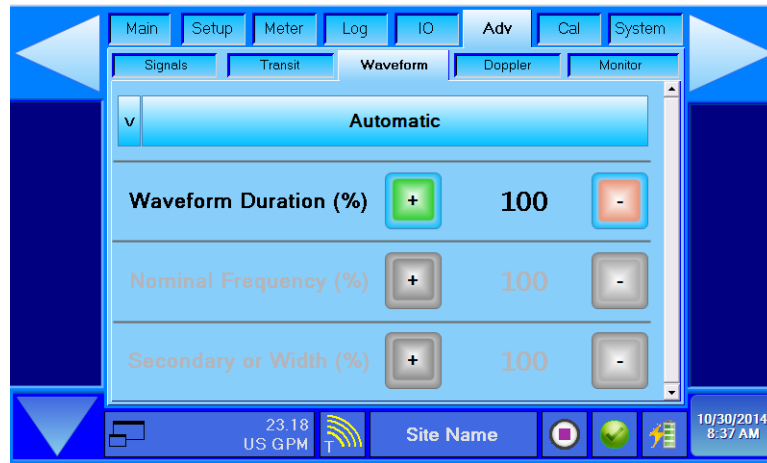 Main Setup Meter Log IO Adv Cal System
Signals Transit Waveform Doppler Monitor
v Automatic
Waveform Duration (%) + 100 -
Nominal Frequency (%) + 100 -
Secondary or Width (%) + 100 -
23.18
US GPM T Site Name
10/30/2014
8:37 AM